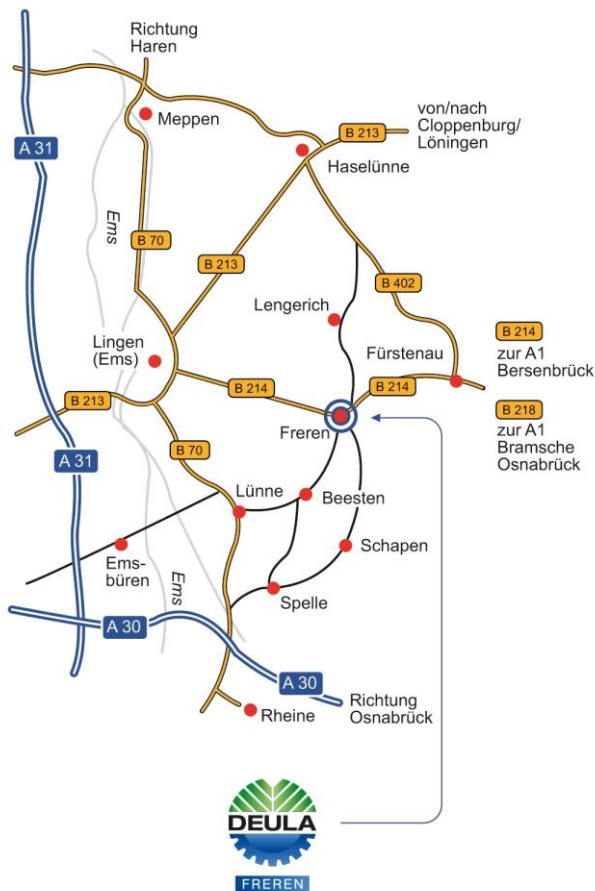 Richtung
Haren
Meppen
B 213
von/nach
Cloppenburg/
Löningen
Haselünne
A 31
Ems
B 70
B 213
B 402
Lengerich
Lingen
(Ems)
Fürstenau
B 214
zur A1
Bersenbrück
B 213
B 214
B 214
Freren
B 218
zur A1
Bramsche
Osnabrück
A 31
B 70
Lünne
Beesten
Schapen
Ems-
büren
Ems
Spelle
A 30
A 30
Richtung
Osnabrück
Rheine
DEULA
FREREN